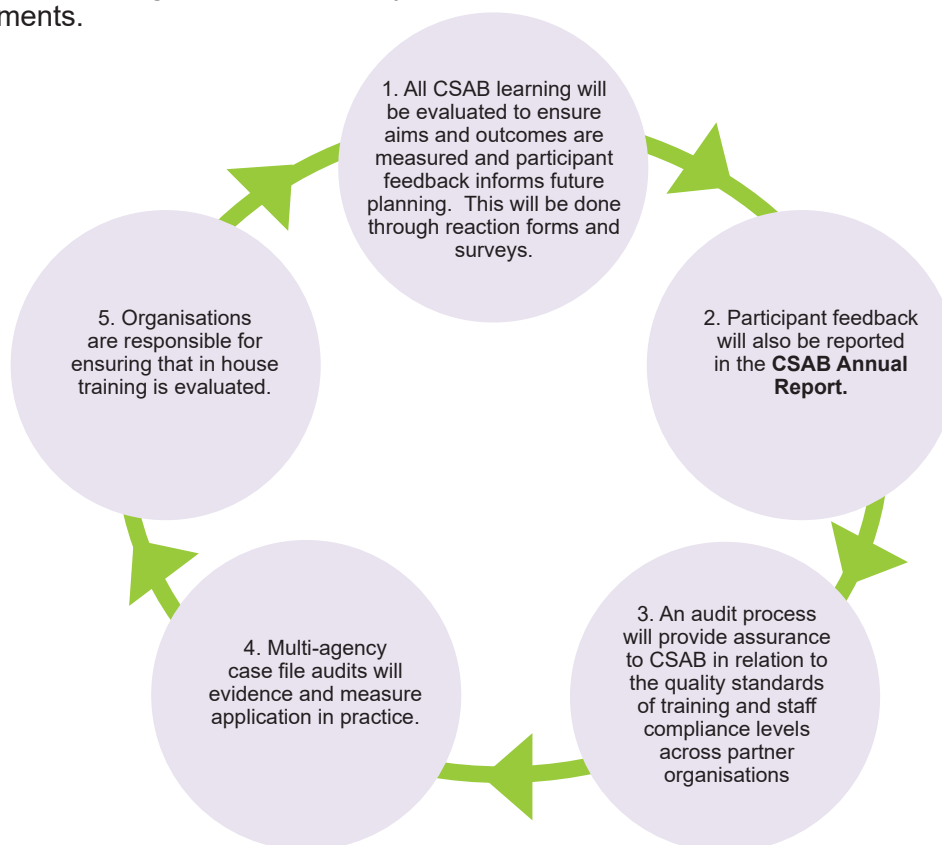 ments.
1. All CSAB learning will
be evaluated to ensure
aims and outcomes are
measured and participant
feedback informs future
planning.  This will be done
through reaction forms and
surveys.
2. Participant feedback
will also be reported
in the CSAB Annual
Report.
3. An audit process
will provide assurance
to CSAB in relation to
the quality standards
of training and staff
compliance levels
across partner
organisations
4. Multi-agency
case file audits will
evidence and measure
application in practice.
5. Organisations
are responsible for
ensuring that in house
training is evaluated.